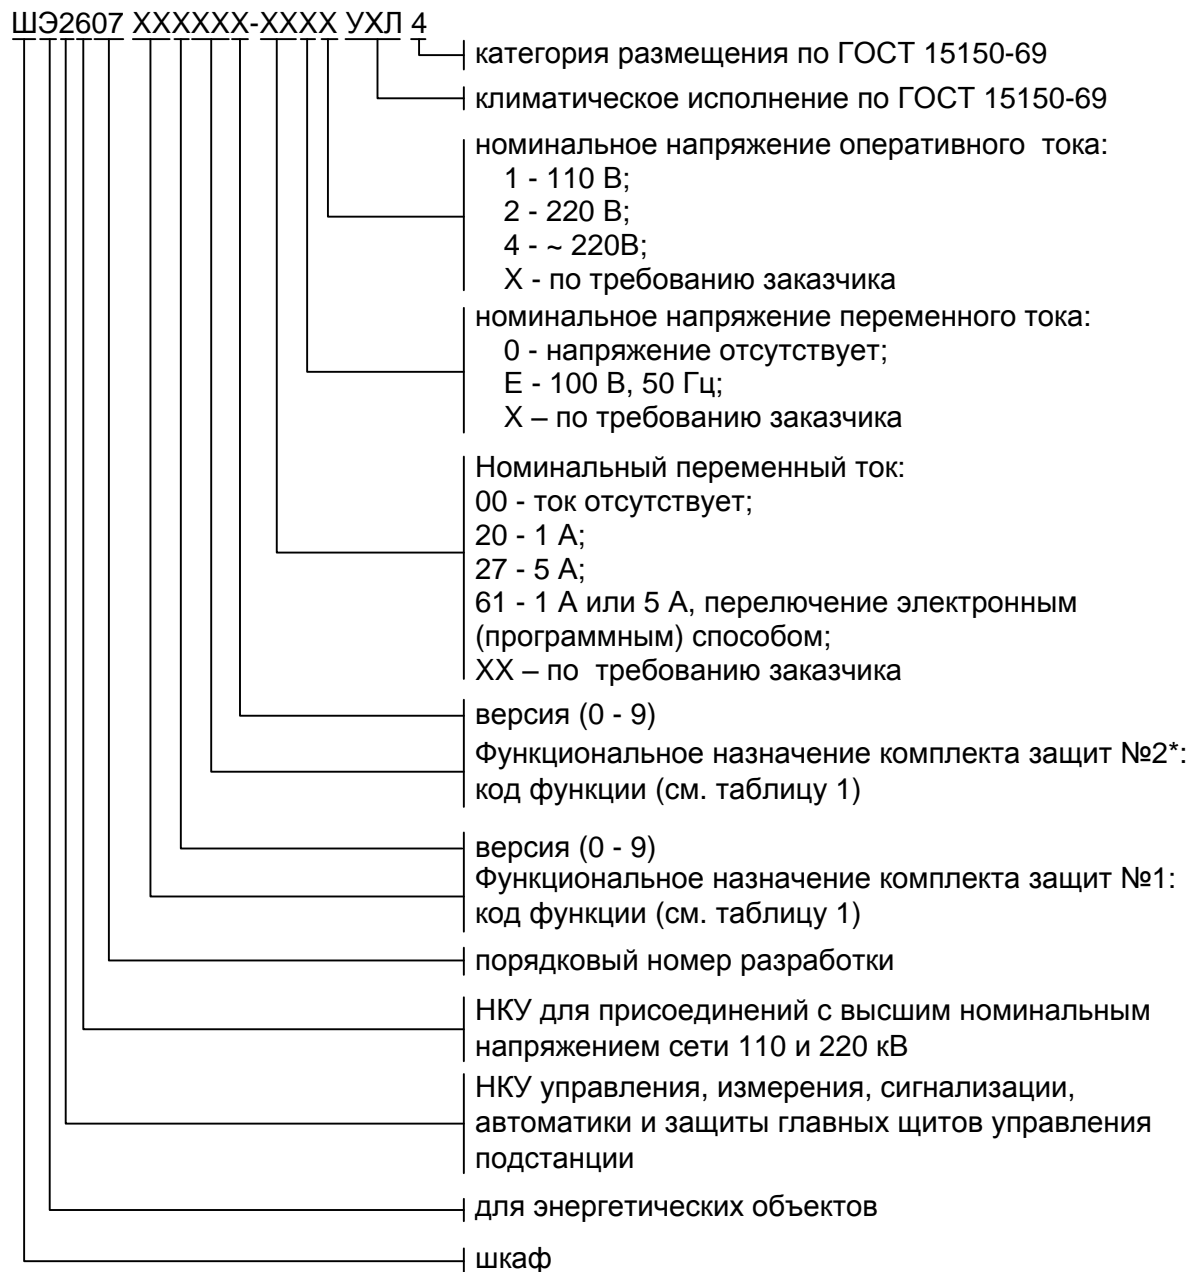 ШЭ2607 ХХХХХХ-ХХХХ УХЛ 4
категория размещения по ГОСТ 15150-69
климатическое исполнение по ГОСТ 15150-69
номинальное напряжение оперативного тока:
1 - 110 В;
2 - 220 В;
4 - ~ 220В;
Х - по требованию заказчика
номинальное напряжение переменного тока:
0 - напряжение отсутствует;
Е - 100 В, 50 Гц;
Х – по требованию заказчика
Номинальный переменный ток:
00 - ток отсутствует;
20 - 1 А;
27 - 5 А;
61 - 1 А или 5 А, перелючение электронным
(программным) способом;
ХХ – по требованию заказчика
версия (0 - 9)
Функциональное назначение комплекта защит №2*:
код функции (см. таблицу 1)
версия (0 - 9)
Функциональное назначение комплекта защит №1:
код функции (см. таблицу 1)
порядковый номер разработки
НКУ для присоединений с высшим номинальным
напряжением сети 110 и 220 кВ
НКУ управления, измерения, сигнализации,
автоматики и защиты главных щитов управления
подстанции
для энергетических объектов
шкаф